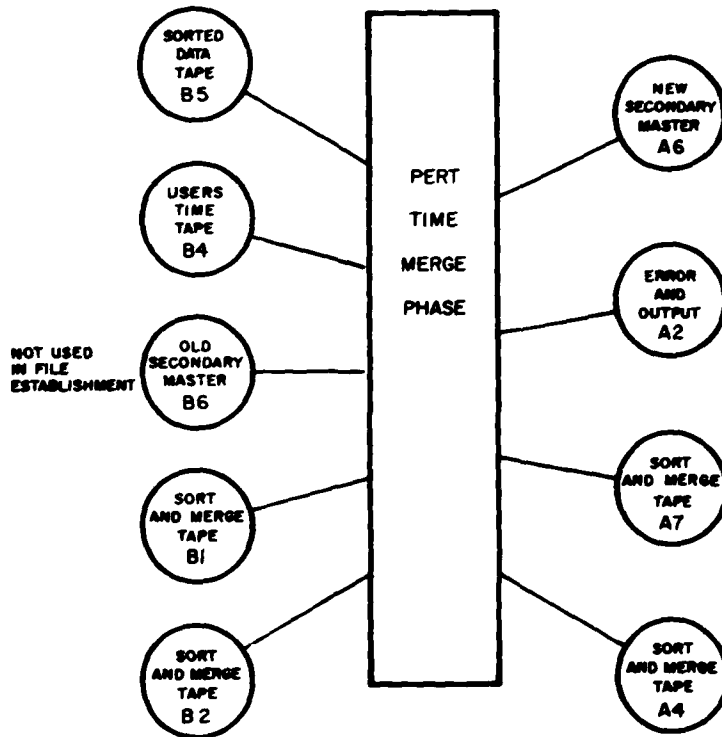 SORTED
DATA
TAPE
B5
USERS
TIME
TAPE
B4
NOT USED
IN FILE
ESTABLISHMENT
OLD
SECONDARY
MASTER
B6
SORT
AND MERGE
TAPE
B1
SORT
AND MERGE
TAPE
B2
PERT
TIME
MERGE
PHASE
NEW
SECONDARY
MASTER
A6
ERROR
AND
OUTPUT
A2
SORT
AND MERGE
TAPE
A7
SORT
AND MERGE
TAPE
A4